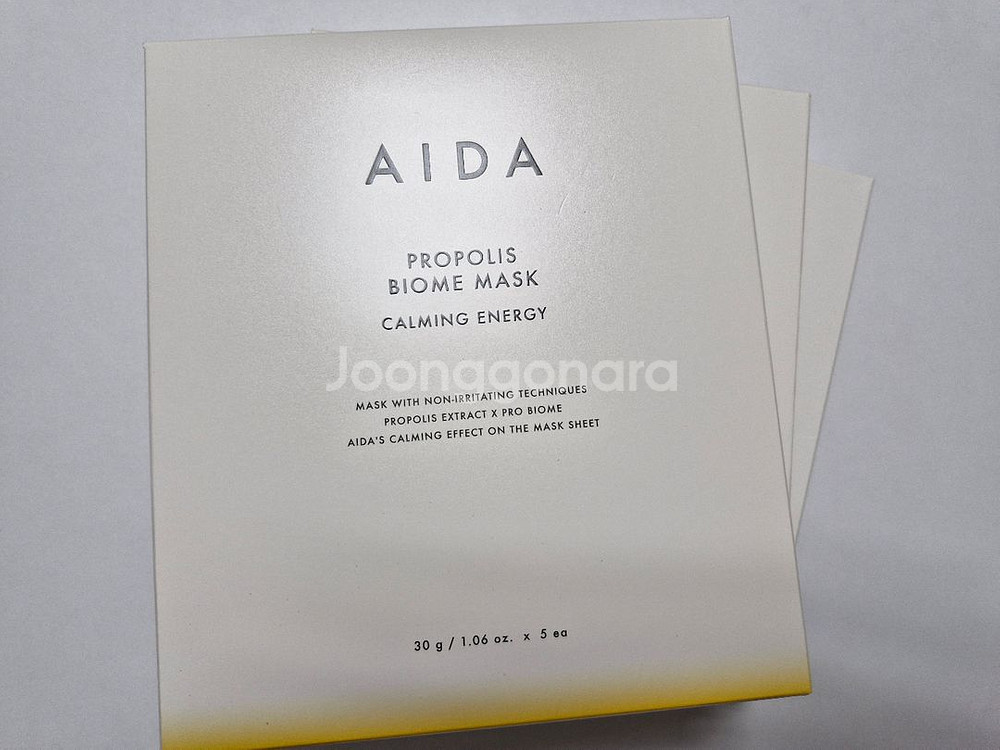 AIDA
PROPOLIS
BIOME MASK
CALMING ENERGY
Joonggonara
MASK WITH NON-IRRITATING TECHNIQUES
PROPOLIS EXTRACT X PRO BIOME
AIDA'S CALMING EFFECT ON THE MASK SHEET
30 g / 1.06 oz. x 5 ea